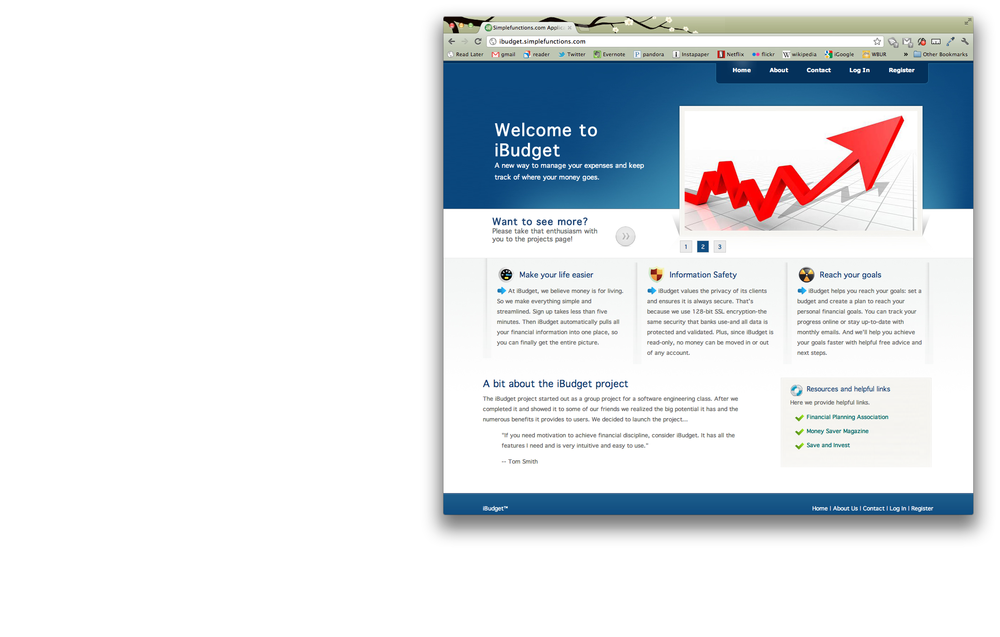 Simplefunctions.com Applica
ibudget.simplefunctions.com
Read Later gmail reader Twitter Evernote pandora Instapaper Netflix flickr wikipedia iGoogle WBUR » Other Bookmarks
Home About Contact Log In Register
Welcome to
iBudget
A new way to manage your expenses and keep
track of where your money goes.
Want to see more?
Please take that enthusiasm with
you to the projects page!
1 2 3
Make your life easier
At iBudget, we believe money is for living.
So we make everything simple and
streamlined. Sign up takes less than five
minutes. Then iBudget automatically pulls all
your financial information into one place, so
you can finally get the entire picture.
Information Safety
iBudget values the privacy of its clients
and ensures it is always secure. That's
because we use 128-bit SSL encryption-the
same security that banks use-and all data is
protected and validated. Plus, since iBudget is
read-only, no money can be moved in or out
of any account.
Reach your goals
iBudget helps you reach your goals: set a
budget and create a plan to reach your
personal financial goals. You can track your
progress online or stay up-to-date with
monthly emails. And we'll help you achieve
your goals faster with helpful free advice and
next steps.
A bit about the iBudget project
The iBudget project started out as a group project for a software engineering class. After we
completed it and showed it to some of our friends we realized the big potential it has and the
numerous benefits it provides to users. We decided to launch the project...
"If you need motivation to achieve financial discipline, consider iBudget. It has all the
features I need and is very intuitive and easy to use."
-- Tom Smith
Resources and helpful links
Here we provide helpful links.
Financial Planning Association
Money Saver Magazine
Save and Invest
iBudget™
Home | About Us | Contact | Log In | Register